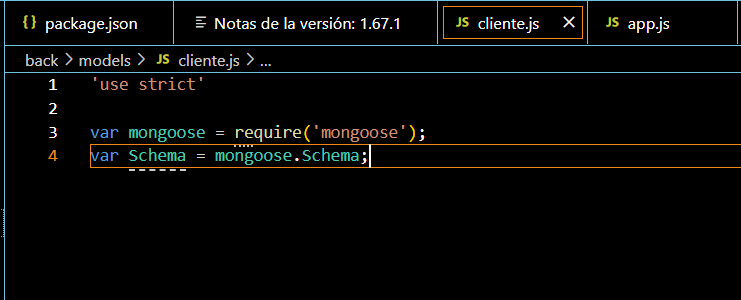 {} package.json Notas de la versión: 1.67.1 JS cliente.js × JS app.js
back > models > JS cliente.js > ...
1 'use strict'
2
3 var mongoose = require('mongoose');
4 var Schema = mongoose.Schema;